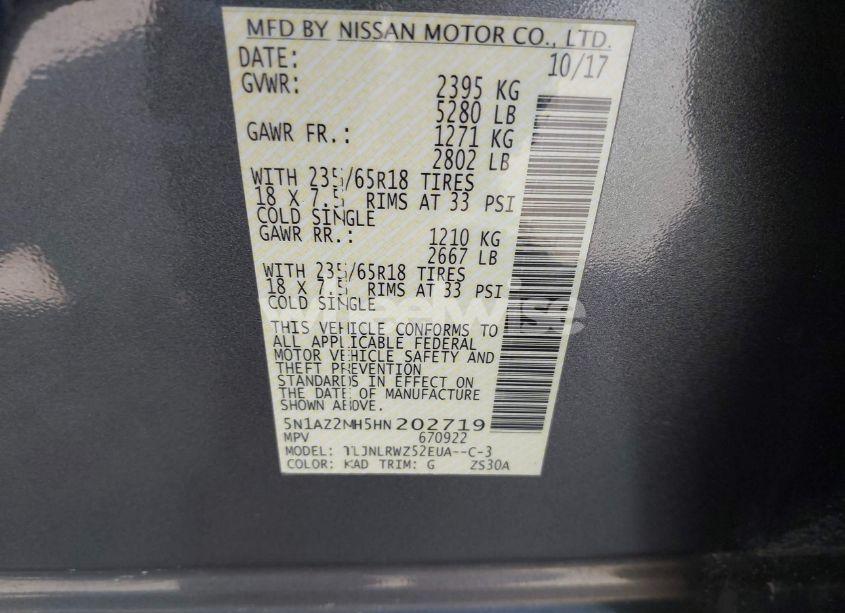 MFD BY NISSAN MOTOR CO., LTD.
DATE: 10/17
GVWR: 2395 KG
5280 LB
GAWR FR.: 1271 KG
2802 LB
WITH 235/65R18 TIRES
18 X 7.5 RIMS AT 33 PSI
COLD SINGLE
GAWR RR.: 1210 KG
2667 LB
WITH 235/65R18 TIRES
18 X 7.5 RIMS AT 33 PSI
COLD SINGLE
wheelwise
THIS VEHICLE CONFORMS TO
ALL APPLICABLE FEDERAL
MOTOR VEHICLE SAFETY AND
THEFT PREVENTION
STANDARDS IN EFFECT ON
THE DATE OF MANUFACTURE
SHOWN ABOVE.
5N1AZ2MH5HN202719
MPV 670922
MODEL: TLJNLRWZ52EUA--C-3
COLOR: KAD TRIM: G ZS30A